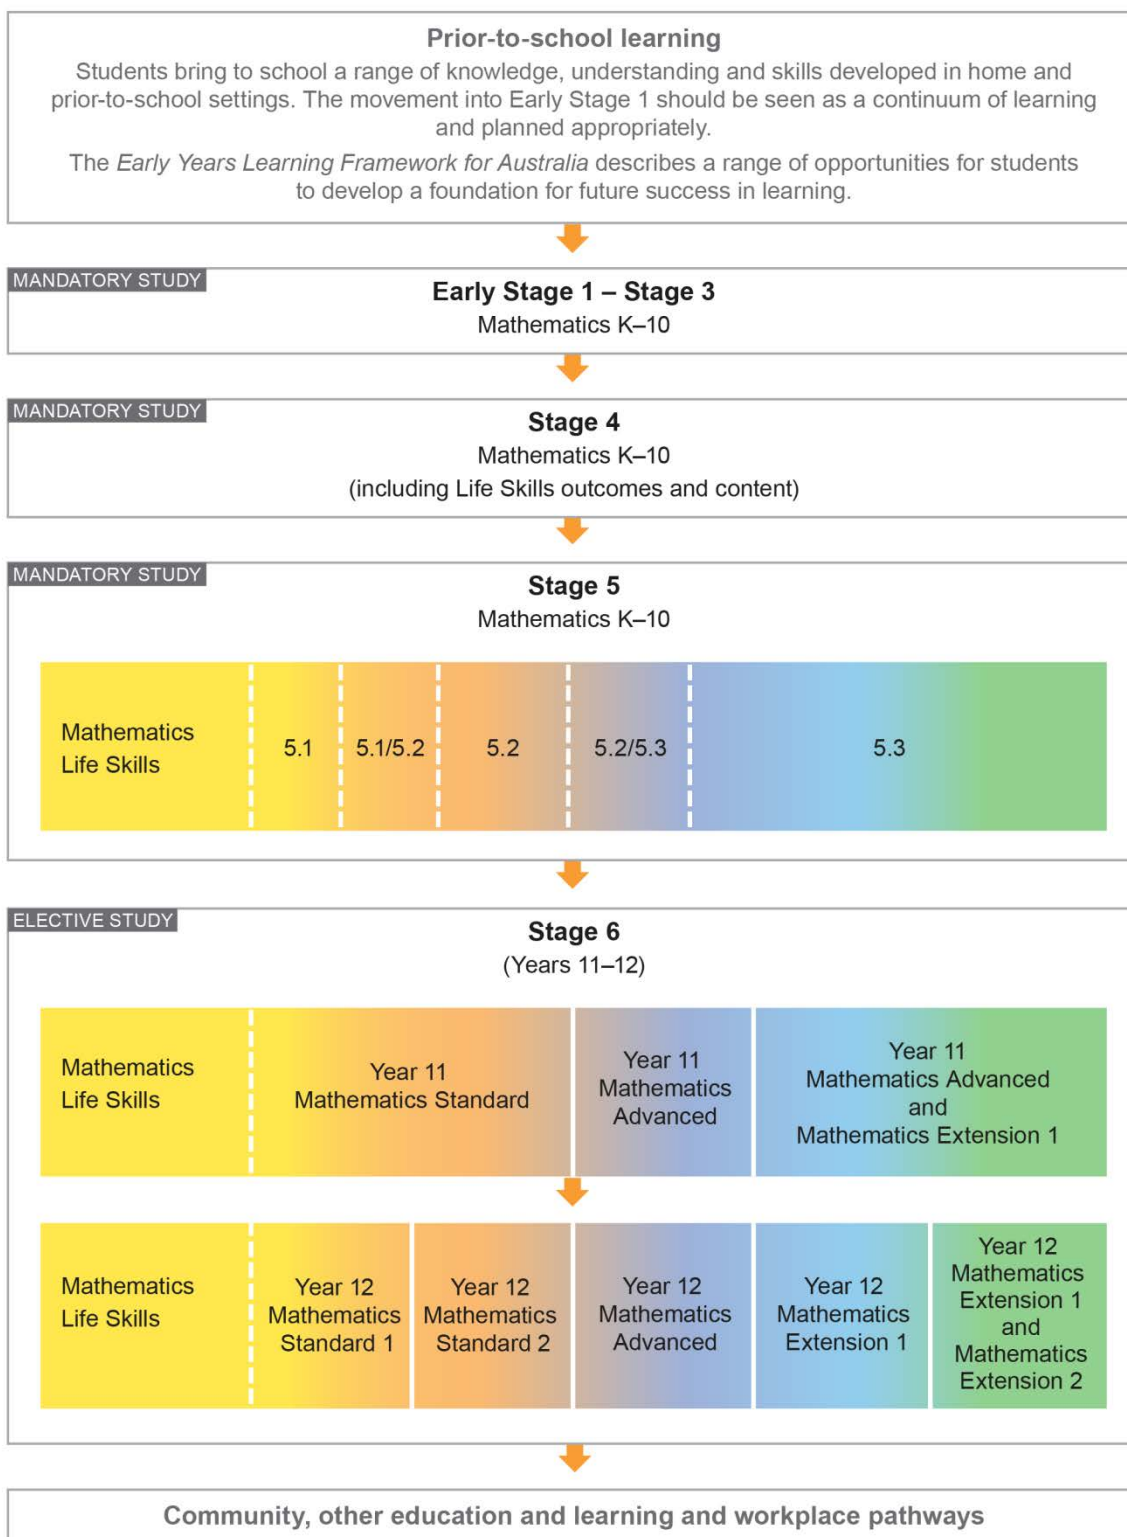 Prior-to-school learning
Students bring to school a range of knowledge, understanding and skills developed in home and
prior-to-school settings. The movement into Early Stage 1 should be seen as a continuum of learning
and planned appropriately.
The Early Years Learning Framework for Australia describes a range of opportunities for students
to develop a foundation for future success in learning.
MANDATORY STUDY
Early Stage 1 – Stage 3
Mathematics K–10
MANDATORY STUDY
Stage 4
Mathematics K–10
(including Life Skills outcomes and content)
MANDATORY STUDY
Stage 5
Mathematics K–10
Mathematics
Life Skills
5.1
5.1/5.2
5.2
5.2/5.3
5.3
ELECTIVE STUDY
Stage 6
(Years 11–12)
Mathematics
Life Skills
Year 11
Mathematics Standard
Year 11
Mathematics
Advanced
Year 11
Mathematics Advanced
and
Mathematics Extension 1
Mathematics
Life Skills
Year 12
Mathematics
Standard 1
Year 12
Mathematics
Standard 2
Year 12
Mathematics
Advanced
Year 12
Mathematics
Extension 1
Year 12
Mathematics
Extension 1
and
Mathematics
Extension 2
Community, other education and learning and workplace pathways